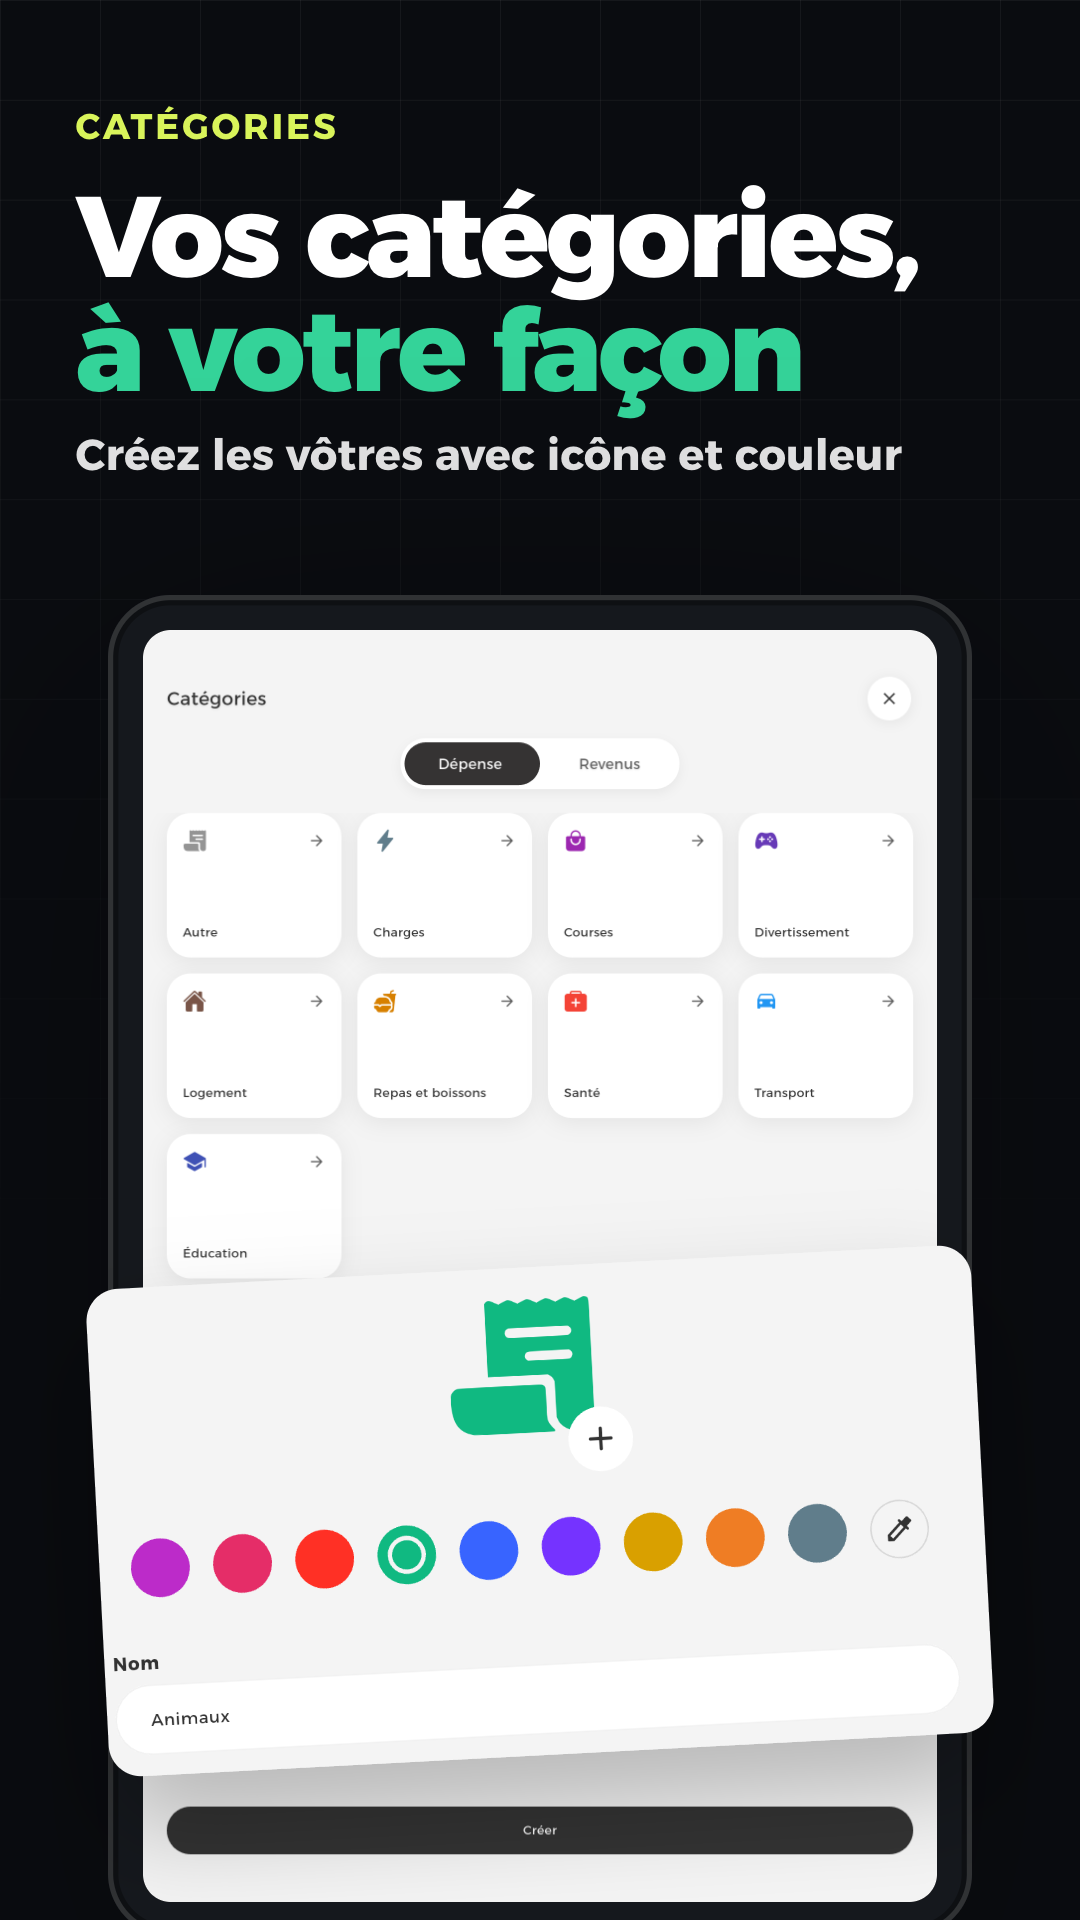 CATÉGORIES
Vos catégories,
à votre façon
Créez les vôtres avec icône et couleur
Catégories
Dépense
Revenus
Autre
Charges
Courses
Divertissement
Logement
Repas et boissons
Santé
Transport
Éducation
Nom
Animaux
Créer